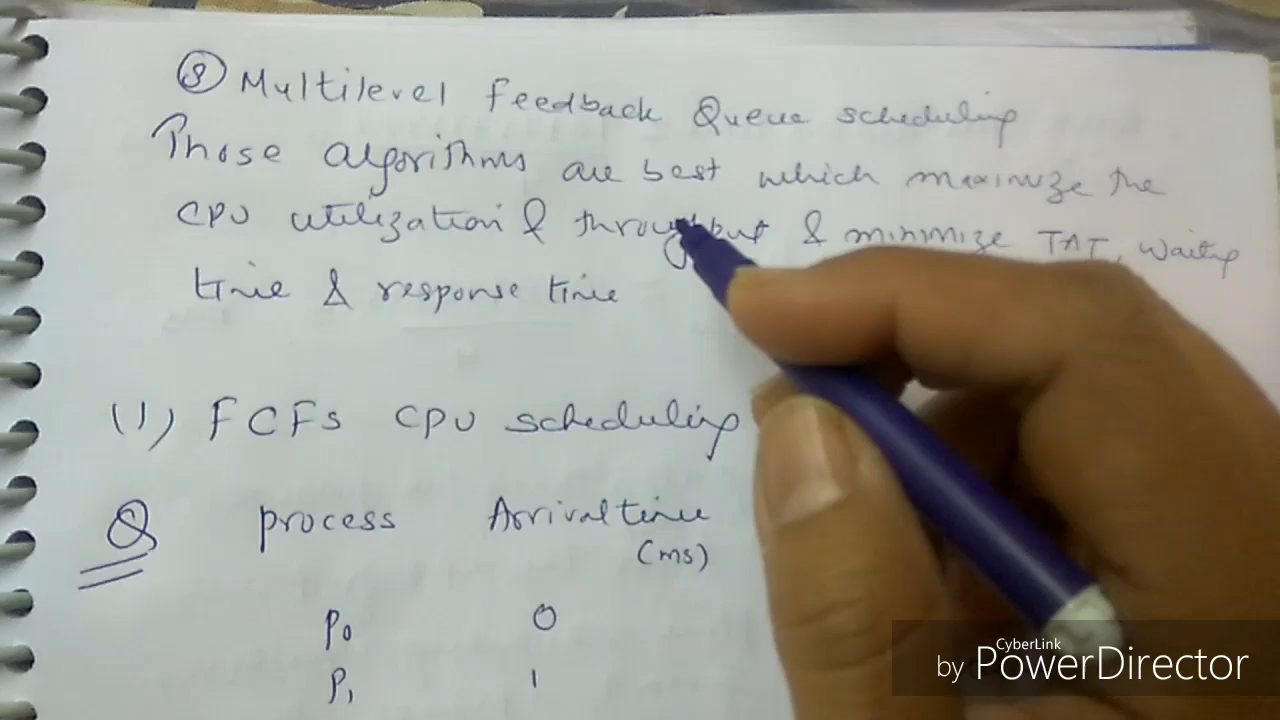 ⑧ Multilevel feedback Queue scheduling
Those algorithms are best which maximize the
CPU utilization & throughput & minimize TAT, waiting
time & response time
(1) FCFS CPU scheduling
Q process Arrival time
(ms)
P0 0
P1 1
CyberLink
by PowerDirector